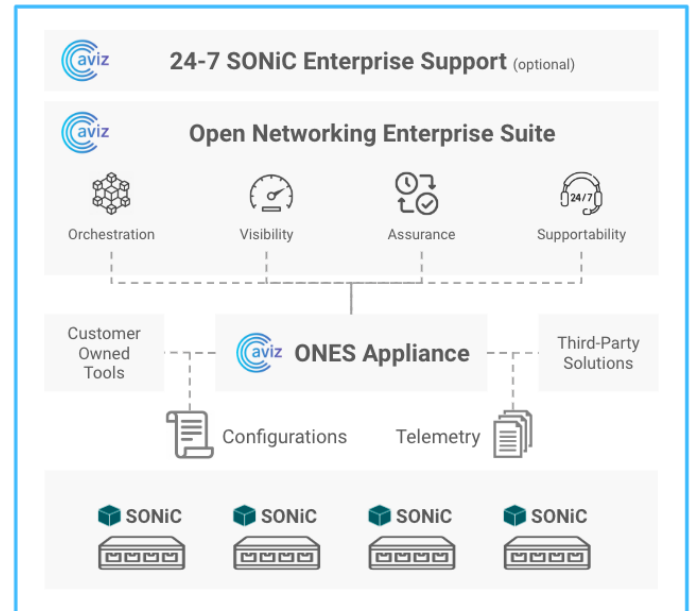 aviz 24-7 SONiC Enterprise Support (optional)
aviz Open Networking Enterprise Suite
24/7
Orchestration Visibility Assurance Supportability
Customer
Owned
Tools
aviz ONES Appliance
Third-Party
Solutions
Configurations Telemetry
SONiC SONiC SONiC SONiC